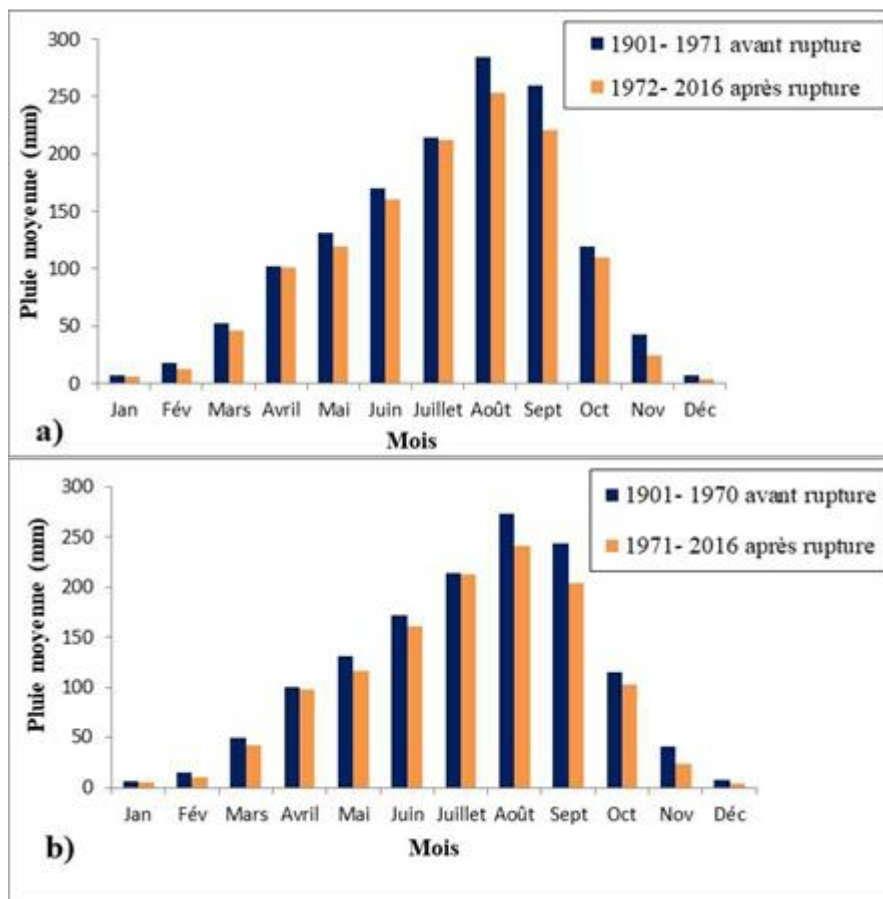 Pluie moyenne (mm)
300
250
200
150
100
50
0
1901- 1971 avant rupture
1972- 2016 après rupture
Jan Fév Mars Avril Mai Juin Juillet Août Sept Oct Nov Déc
a)
Mois
Pluie moyenne (mm)
300
250
200
150
100
50
0
1901- 1970 avant rupture
1971- 2016 après rupture
Jan Fév Mars Avril Mai Juin Juillet Août Sept Oct Nov Déc
b)
Mois